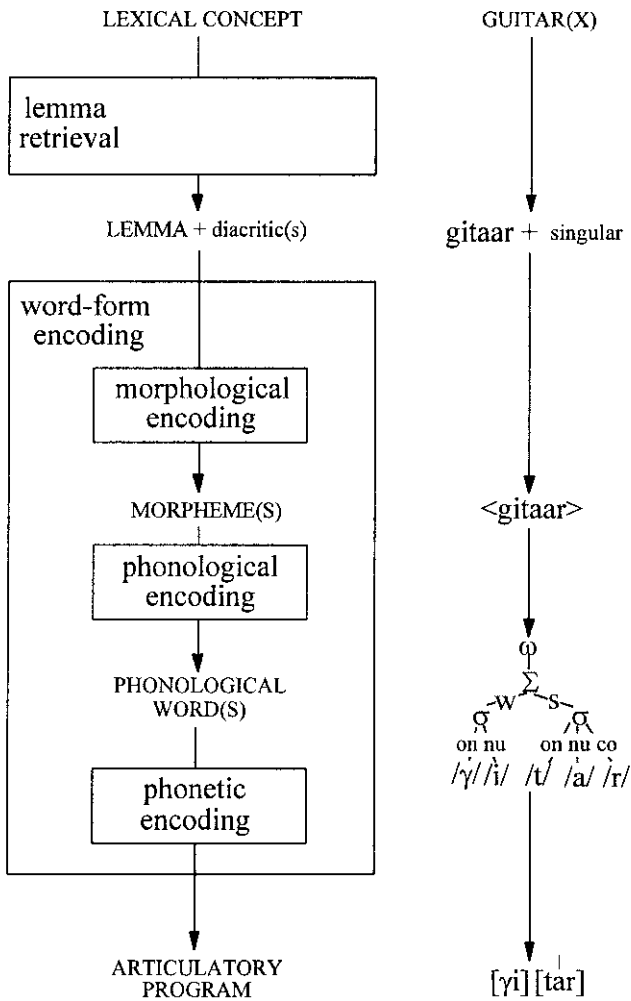 LEXICAL CONCEPT
GUITAR(X)
lemma
retrieval
LEMMA + diacritic(s)
gitaar + singular
word-form
encoding
morphological
encoding
MORPHEME(S)
<gitaar>
phonological
encoding
ω
Σ
w s
σ σ
on nu on nu co
/γ/ /i/ /t/ /a/ /r/
PHONOLOGICAL
WORD(S)
phonetic
encoding
ARTICULATORY
PROGRAM
[γi] [tar]